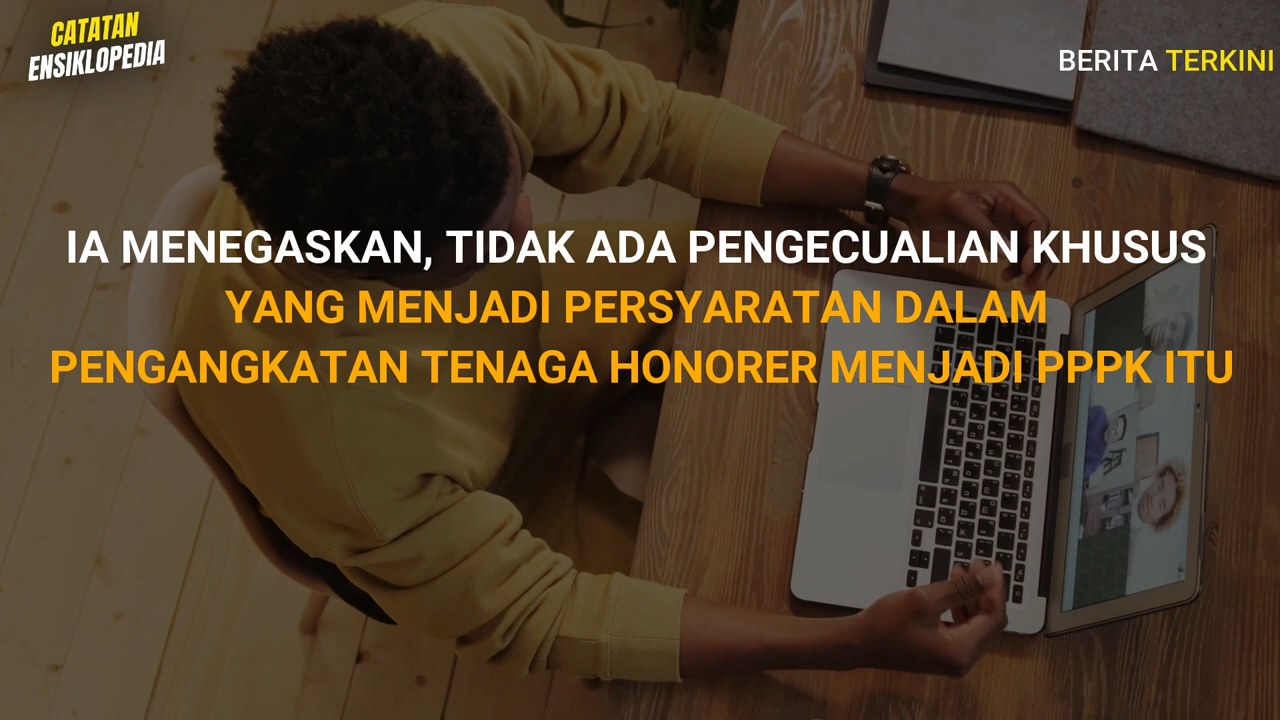 CATATAN
ENSIKLOPEDIA
BERITA TERKINI
IA MENEGASKAN, TIDAK ADA PENGECUALIAN KHUSUS
YANG MENJADI PERSYARATAN DALAM
PENGANGKATAN TENAGA HONORER MENJADI PPPK ITU